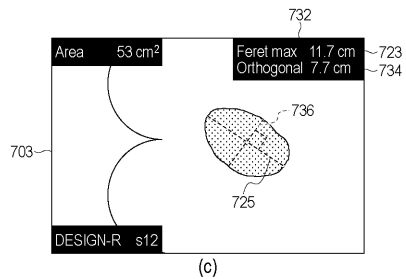 732
Area 53 cm²
Feret max 11.7 cm
723
Orthogonal 7.7 cm
734
736
703
725
DESIGN-R s12
(c)